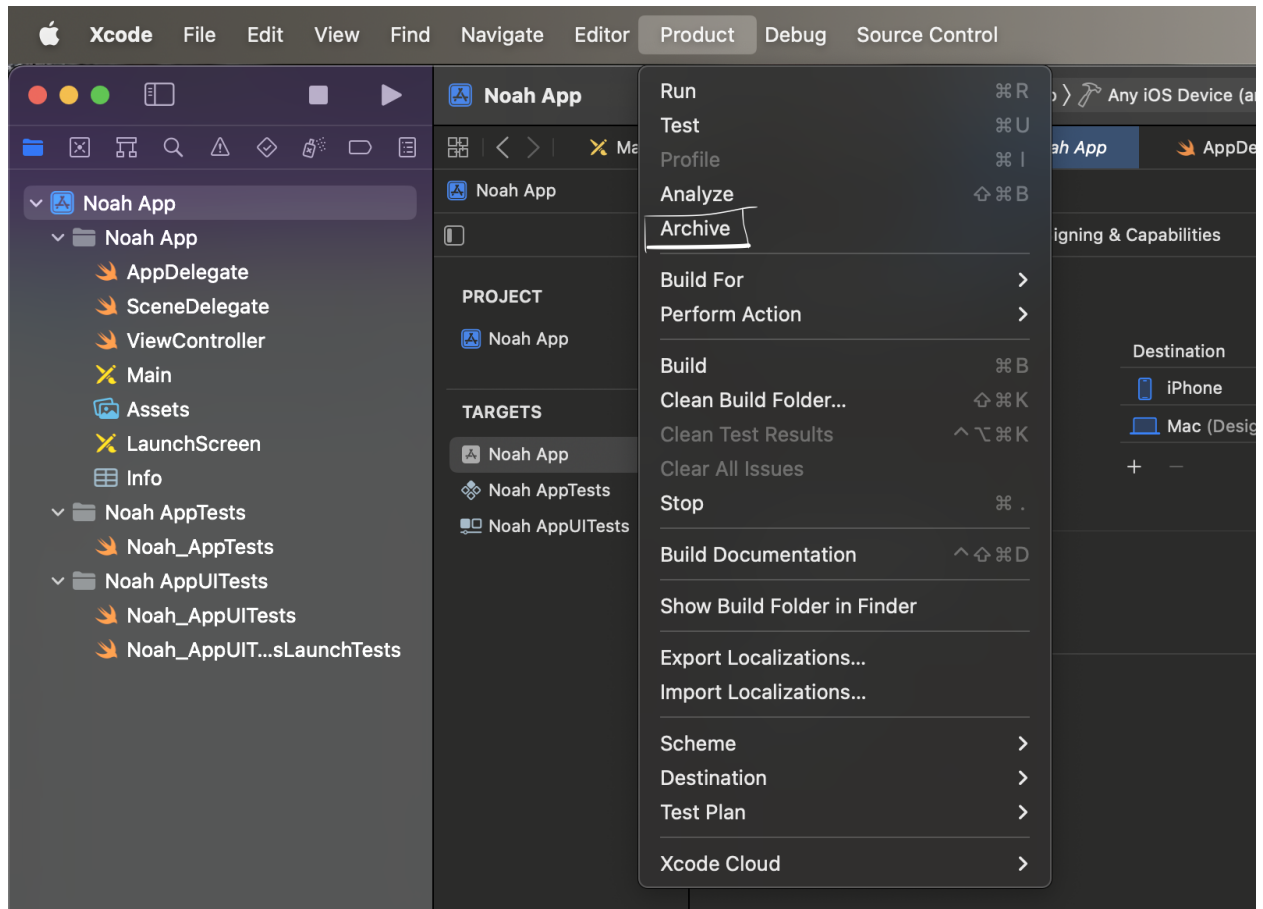 Xcode File Edit View Find Navigate Editor Product Debug Source Control
Noah App
Any iOS Device (a
AppDe
Noah App
Noah App
AppDelegate
SceneDelegate
ViewController
Main
Assets
LaunchScreen
Info
Noah AppTests
Noah_AppTests
Noah AppUITests
Noah_AppUITests
Noah_AppUIT...sLaunchTests
Noah App
PROJECT
Noah App
TARGETS
Noah App
Noah AppTests
Noah AppUITests
Run ⌘R
Test ⌘U
Profile ⌘I
Analyze ⇧⌘B
Archive
Build For
Perform Action
Build ⌘B
Clean Build Folder... ⇧⌘K
Clean Test Results ^⌥⌘K
Clear All Issues
Stop ⌘.
Build Documentation ^⇧⌘D
Show Build Folder in Finder
Export Localizations...
Import Localizations...
Scheme
Destination
Test Plan
Xcode Cloud
ah App
igning & Capabilities
Destination
iPhone
Mac (Desig